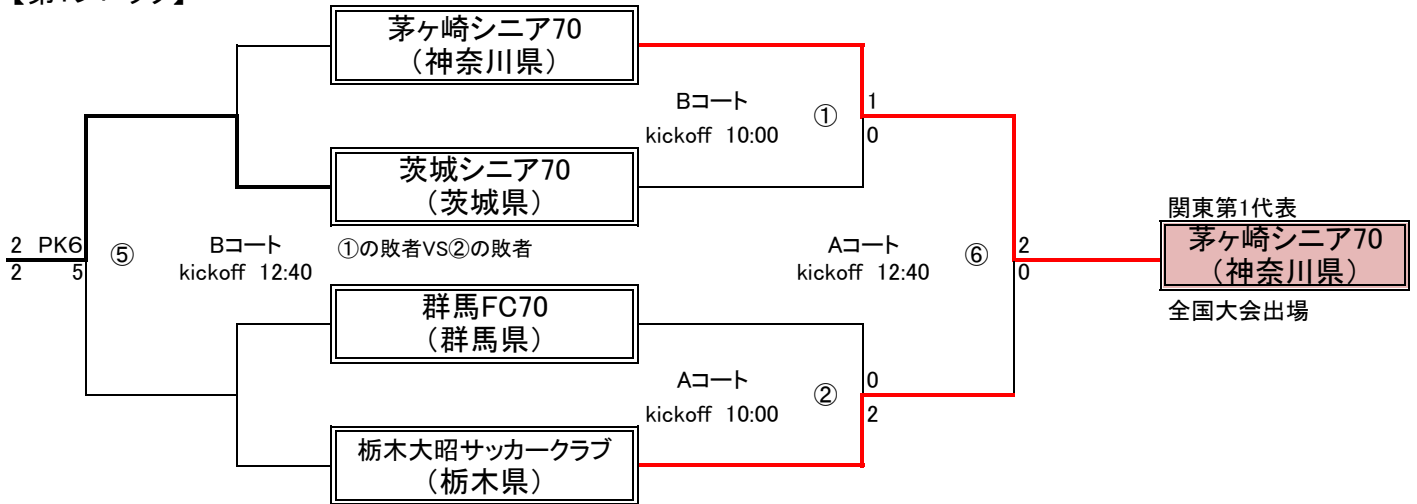 茅ヶ崎シニア70
（神奈川県）
Bコート
kickoff 10:00
①
1
0
茨城シニア70
（茨城県）
①の敗者VS②の敗者
2 PK6
2 5
⑤
Bコート
kickoff 12:40
Aコート
kickoff 12:40
⑥
2
0
関東第1代表
茅ヶ崎シニア70
（神奈川県）
全国大会出場
群馬FC70
（群馬県）
Aコート
kickoff 10:00
②
0
2
栃木大昭サッカークラブ
（栃木県）